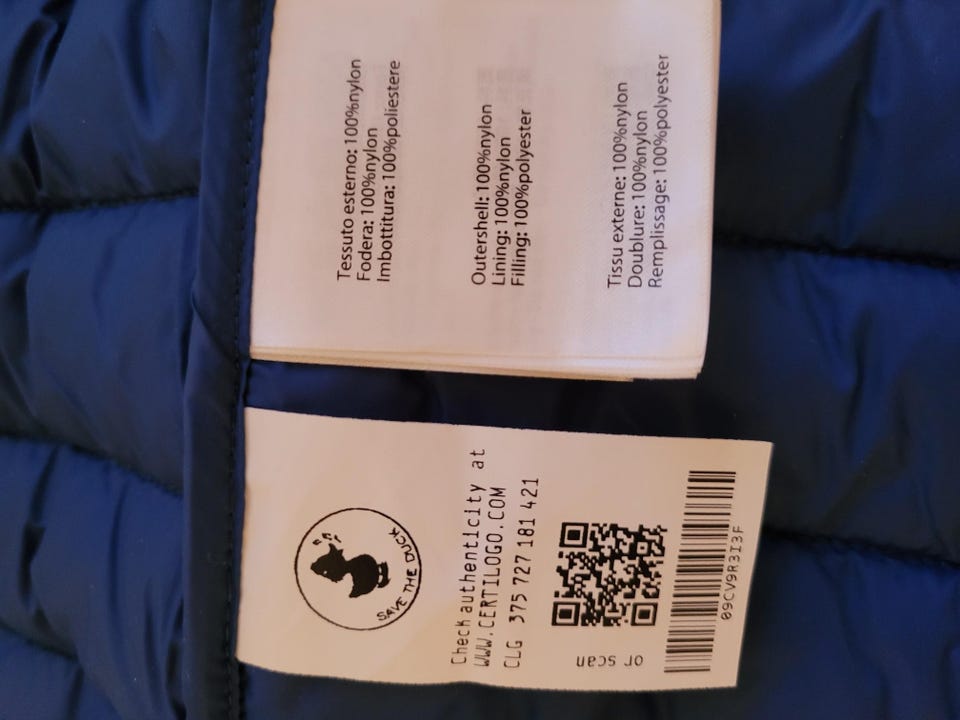 Tessuto esterno: 100%nylon
Fodera: 100%nylon
Imbottitura: 100%poliestere
Outershell: 100%nylon
Lining: 100%nylon
Filling: 100%polyester
Tissu externe: 100%nylon
Doublure: 100%nylon
Remplissage: 100%polyester
SAVE THE DUCK
Check authenticity at
WWW.CERTILOGO.COM
CLG 375 727 181 421
or scan
09CV9R3I3F